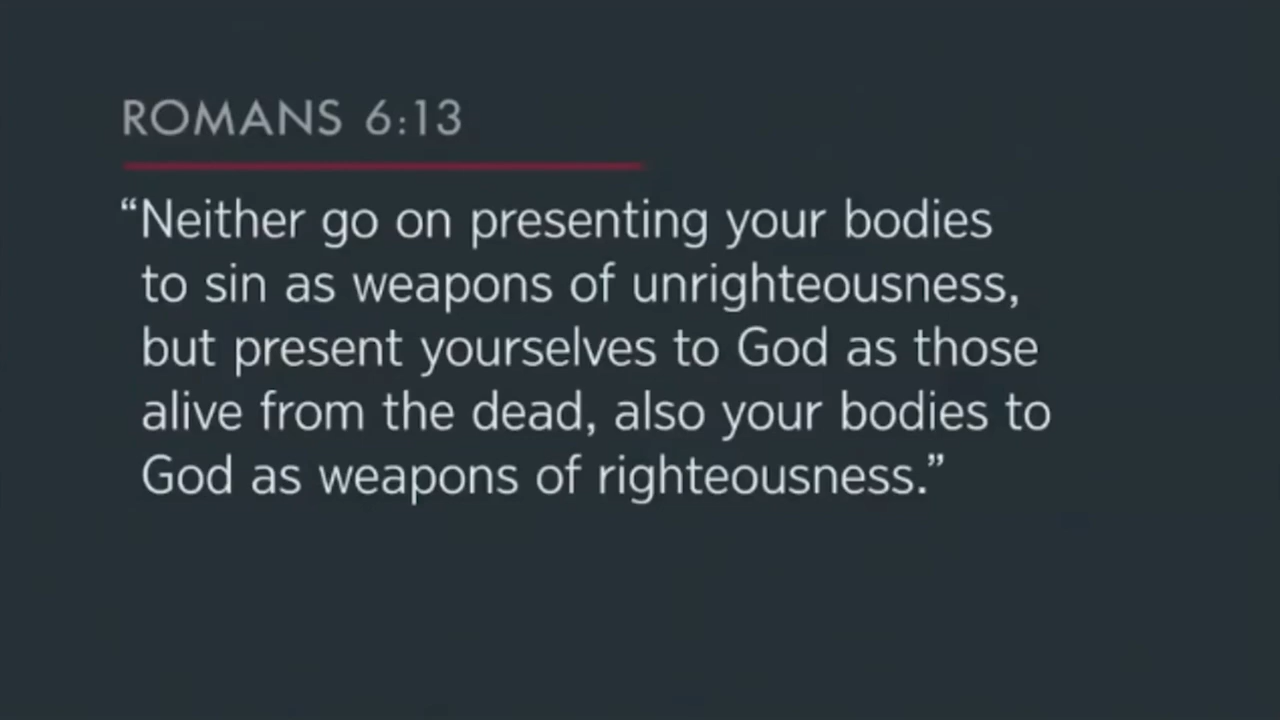 ROMANS 6:13
“Neither go on presenting your bodies
to sin as weapons of unrighteousness,
but present yourselves to God as those
alive from the dead, also your bodies to
God as weapons of righteousness.”